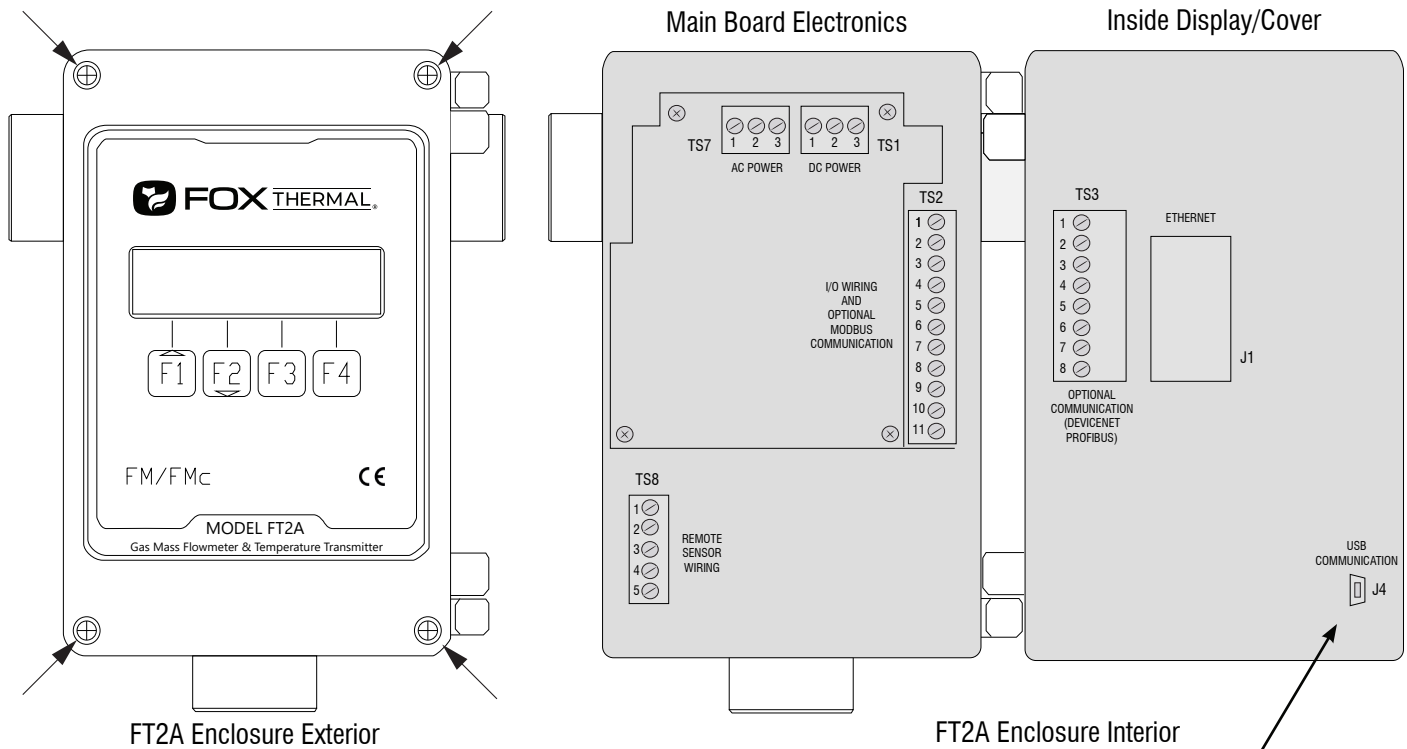 FOX THERMAL®
F1 F2 F3 F4
FM/FMc CE
MODEL FT2A
Gas Mass Flowmeter & Temperature Transmitter
FT2A Enclosure Exterior
Main Board Electronics
TS7
1 2 3
AC POWER
1 2 3
TS1
DC POWER
TS2
1
2
3
4
5
6
7
8
9
10
11
I/O WIRING
AND
OPTIONAL
MODBUS
COMMUNICATION
TS8
1
2
3
4
5
REMOTE
SENSOR
WIRING
Inside Display/Cover
TS3
1
2
3
4
5
6
7
8
OPTIONAL
COMMUNICATION
(DEVICENET
PROFIBUS)
ETHERNET
J1
USB
COMMUNICATION
J4
FT2A Enclosure Interior